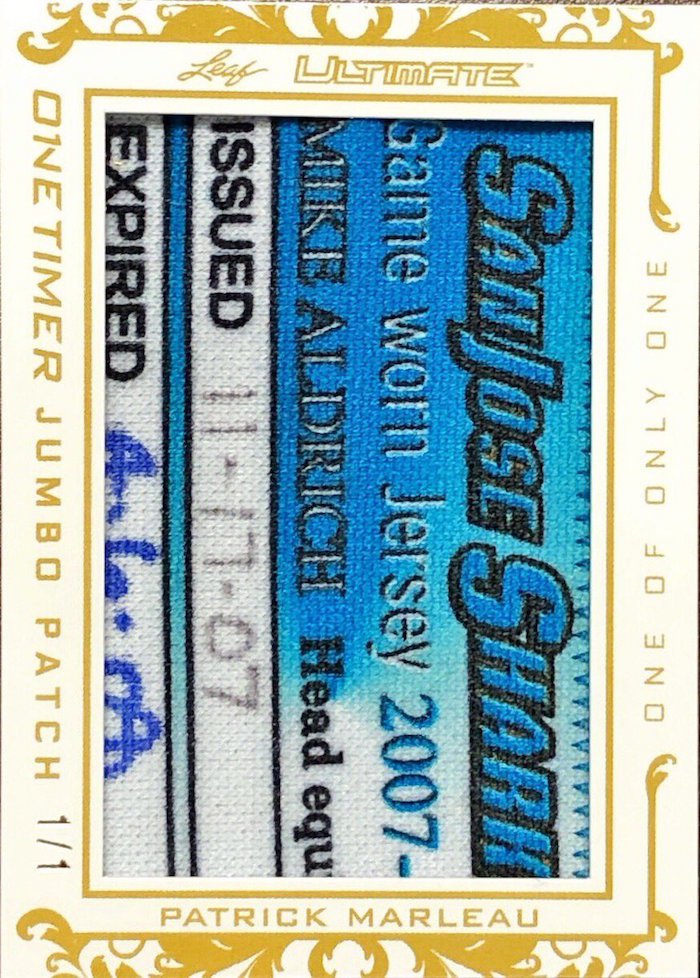 Leaf ULTIMATE
ONE TIMER JUMBO PATCH 1/1
SAN JOSE SHARK
Game worn Jersey 2007-
MIKE ALDRICH Head equ
ISSUED 11-17-07
EXPIRED
ONE OF ONLY ONE
PATRICK MARLEAU